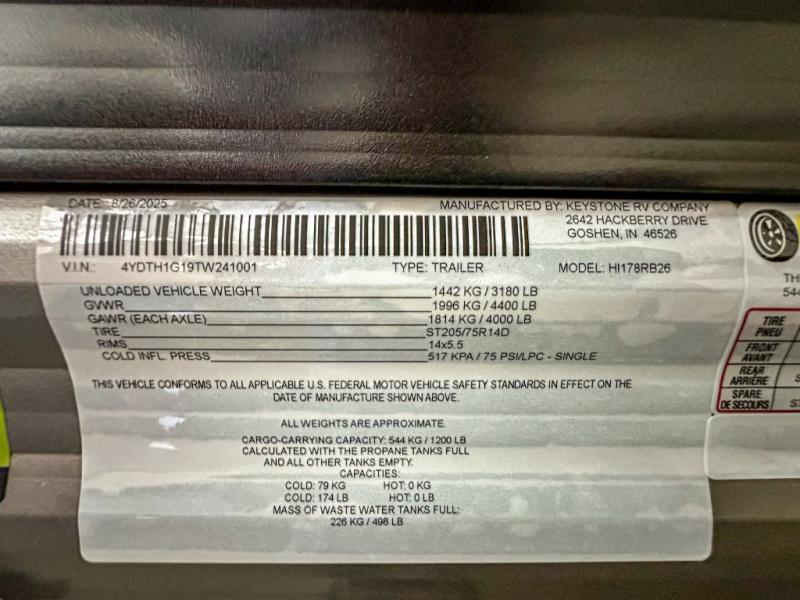 DATE: 8/26/2025
MANUFACTURED BY: KEYSTONE RV COMPANY
2642 HACKBERRY DRIVE
GOSHEN, IN 46526
V.I.N.: 4YDTH1G19TW241001 TYPE: TRAILER MODEL: HI178RB26
UNLOADED VEHICLE WEIGHT 1442 KG / 3180 LB
GVWR 1996 KG / 4400 LB
GAWR (EACH AXLE) 1814 KG / 4000 LB
TIRE ST205/75R14D
RIMS 14x5.5
COLD INFL. PRESS 517 KPA / 75 PSI/LPC - SINGLE
THIS VEHICLE CONFORMS TO ALL APPLICABLE U.S. FEDERAL MOTOR VEHICLE SAFETY STANDARDS IN EFFECT ON THE
DATE OF MANUFACTURE SHOWN ABOVE.
ALL WEIGHTS ARE APPROXIMATE.
CARGO-CARRYING CAPACITY: 544 KG / 1200 LB
CALCULATED WITH THE PROPANE TANKS FULL
AND ALL OTHER TANKS EMPTY.
CAPACITIES:
COLD: 79 KG HOT: 0 KG
COLD: 174 LB HOT: 0 LB
MASS OF WASTE WATER TANKS FULL:
226 KG / 498 LB
TH
544
TIRE
PNEU
FRONT
AVANT
REAR
ARRIÈRE
SPARE
DE SECOURS